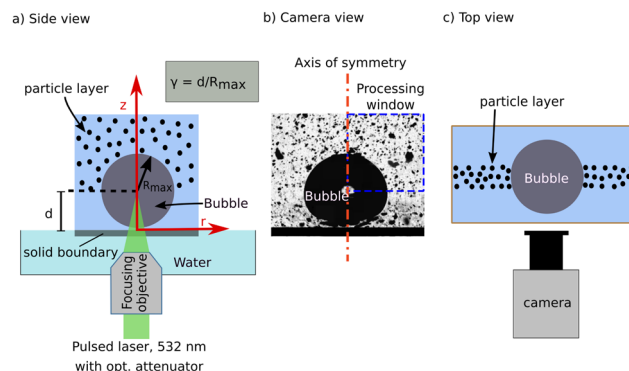 a) Side view
γ = d/Rmax
particle layer
z
Rmax
Bubble
d
r
solid boundary
Water
Focusing
objective
Pulsed laser, 532 nm
with opt. attenuator
b) Camera view
Axis of symmetry
Processing
window
Bubble
c) Top view
particle layer
Bubble
camera